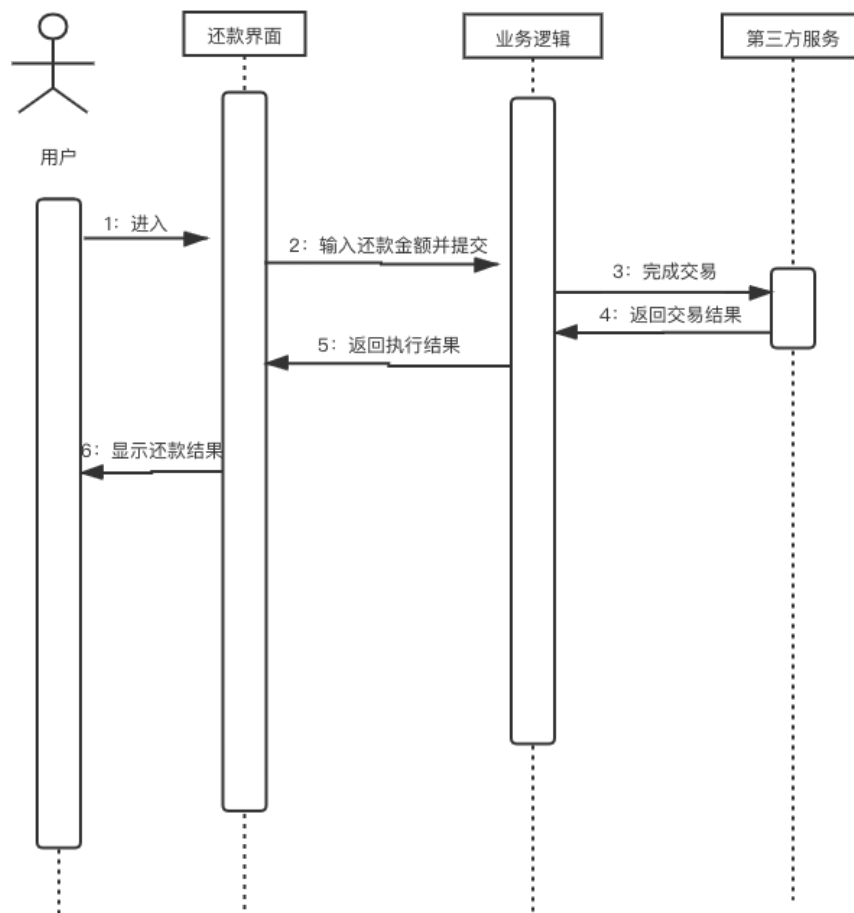 还款界面
业务逻辑
第三方服务
用户
1：进入
2：输入还款金额并提交
3：完成交易
4：返回交易结果
5：返回执行结果
6：显示还款结果